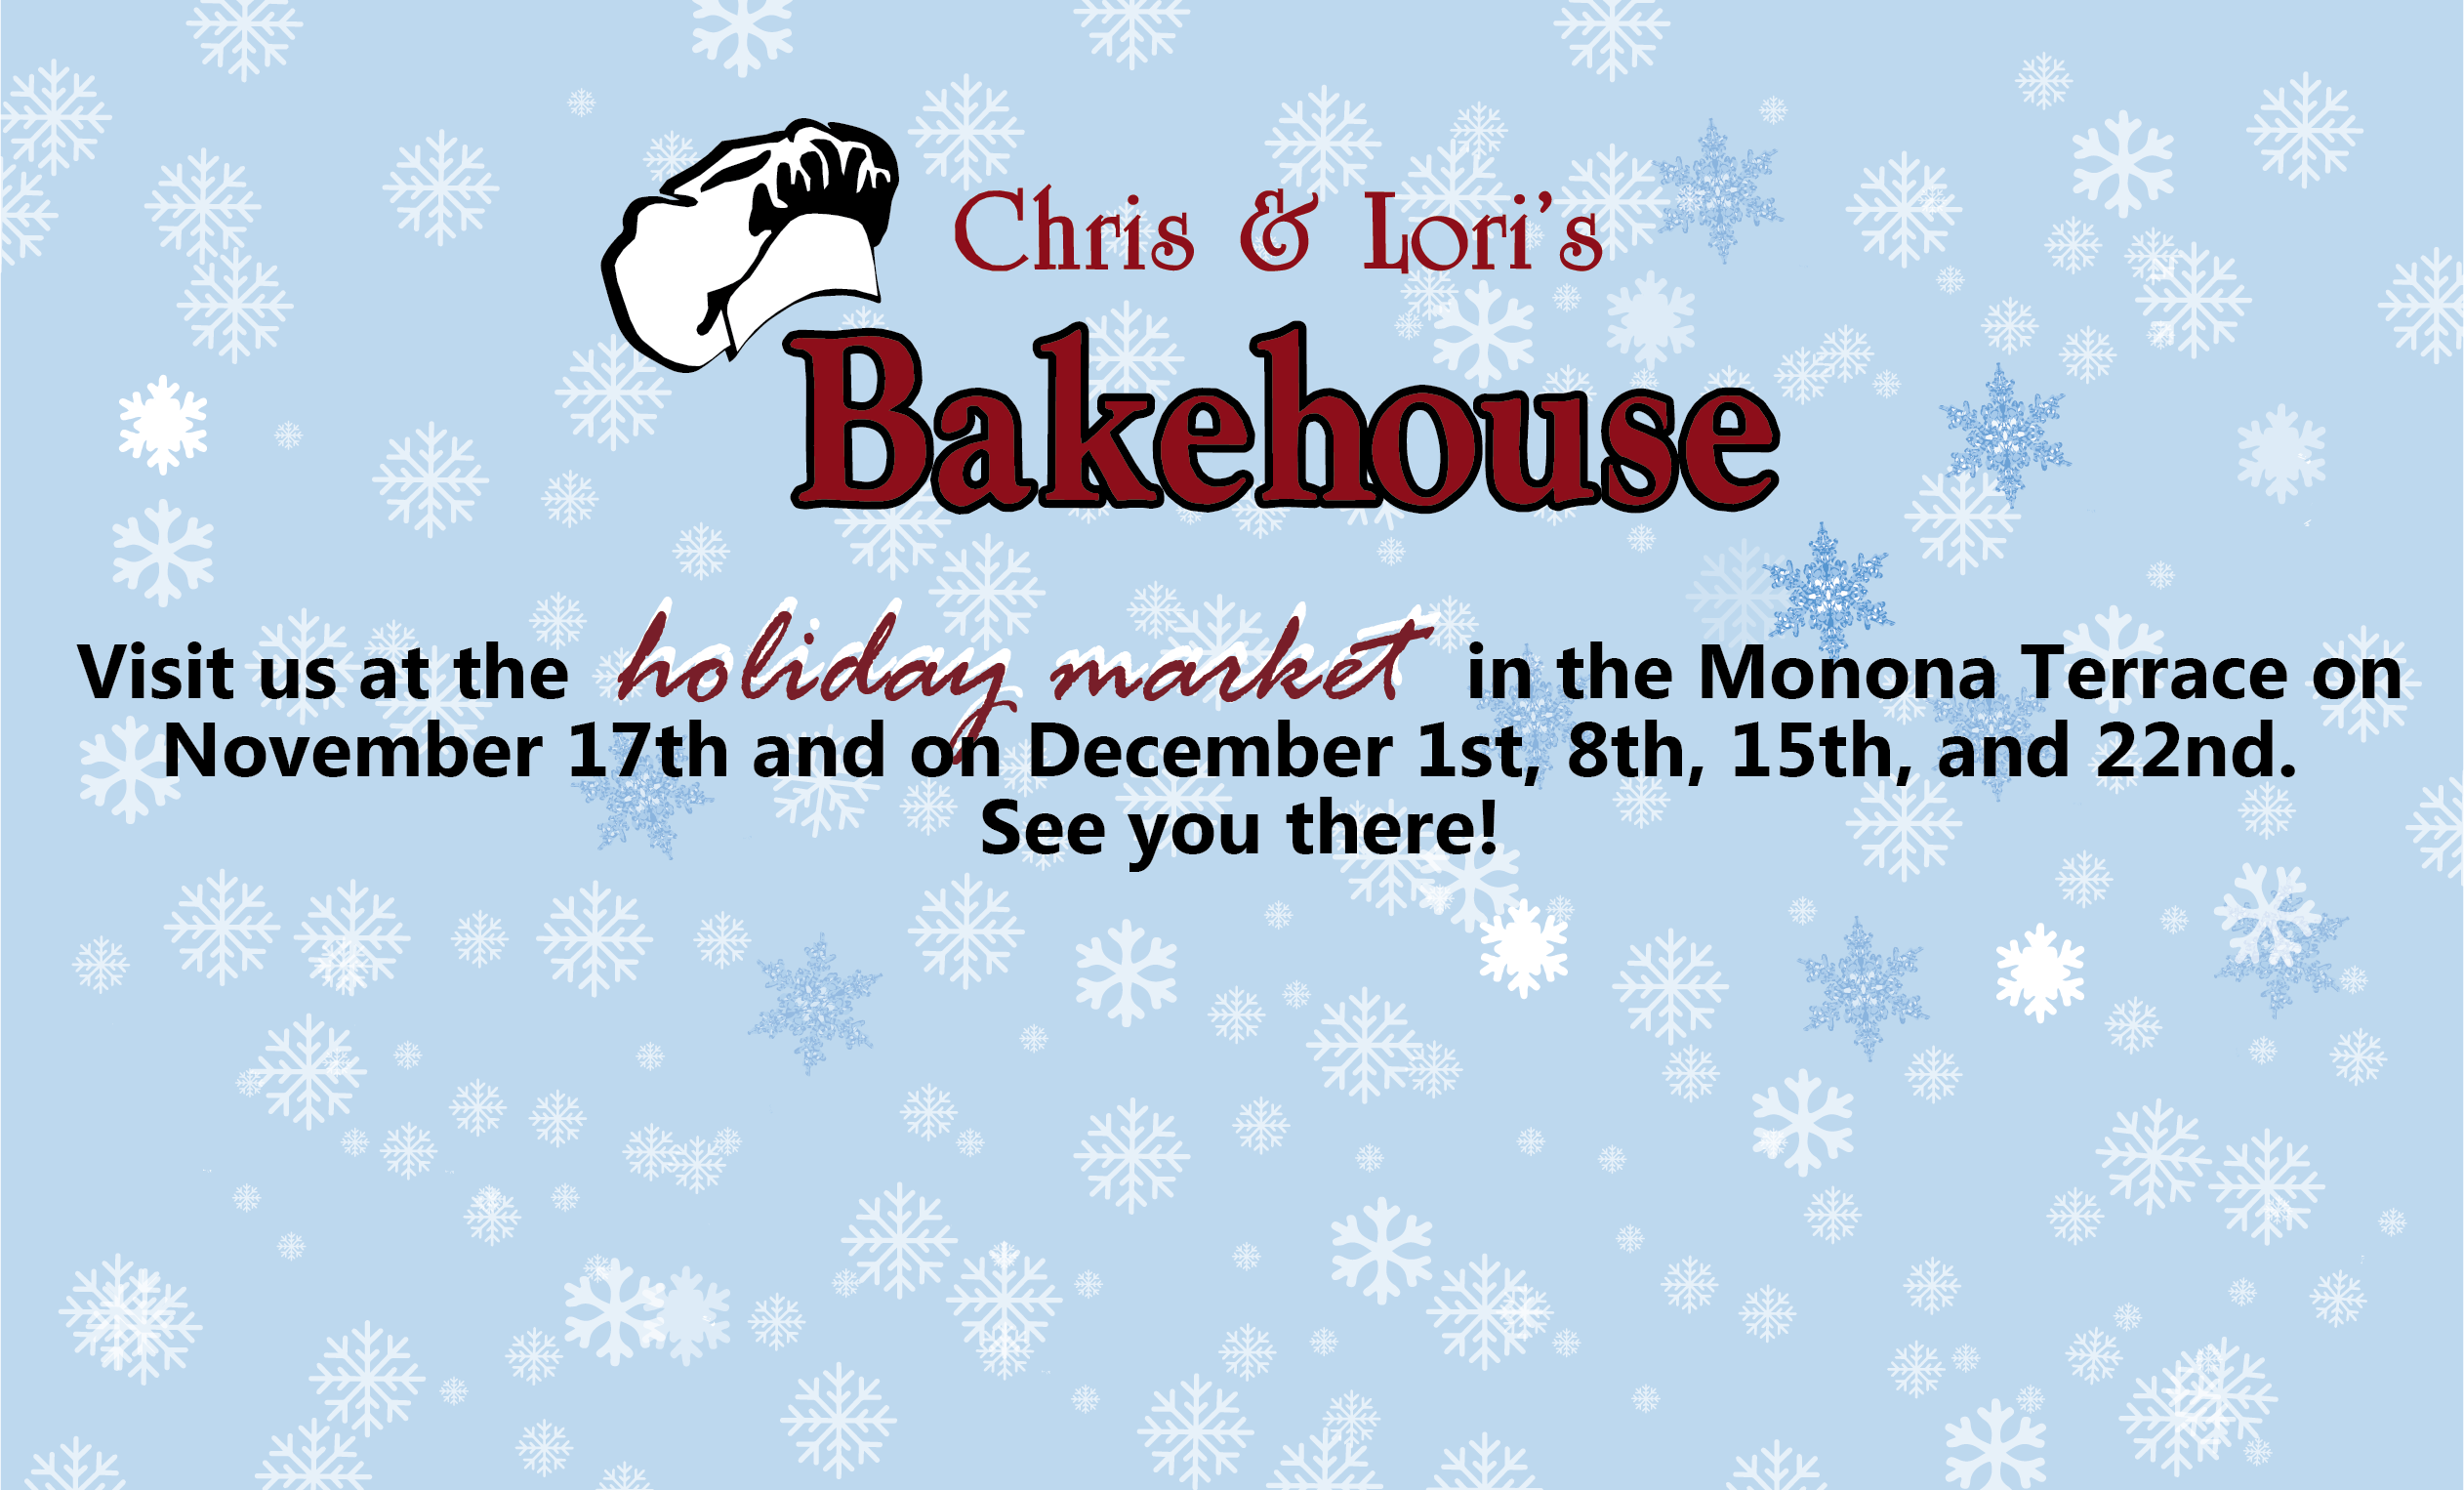 Chris & Lori's
Bakehouse
Visit us at the holiday market in the Monona Terrace on
November 17th and on December 1st, 8th, 15th, and 22nd.
See you there!